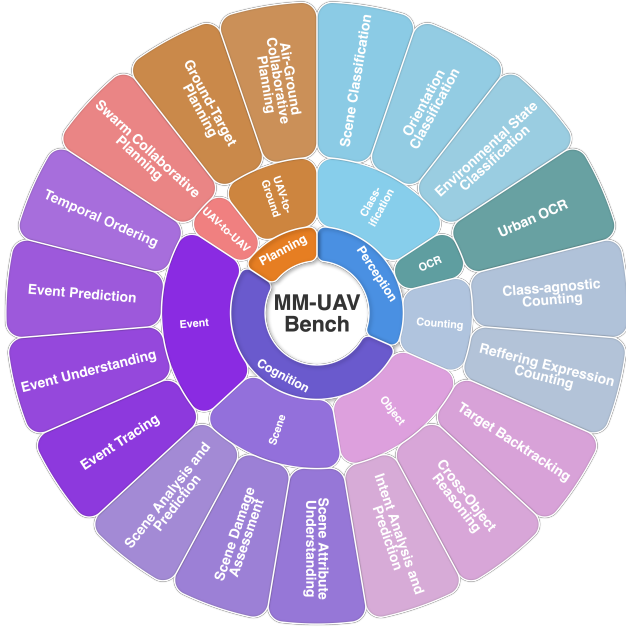 MM-UAV
Bench
Perception
Cognition
Planning
Class-
ification
OCR
Counting
Object
Scene
Event
UAV-to-UAV
UAV-to-
Ground
Scene Classification
Orientation
Classification
Environmental State
Classification
Urban OCR
Class-agnostic
Counting
Reffering Expression
Counting
Target Backtracking
Cross-Object
Reasoning
Intent Analysis and
Prediction
Scene Attribute
Understanding
Scene Damage
Assessment
Scene Analysis and
Prediction
Event Tracing
Event Understanding
Event Prediction
Temporal Ordering
Swarm Collaborative
Planning
Ground-Target
Planning
Air-Ground
Collaborative
Planning